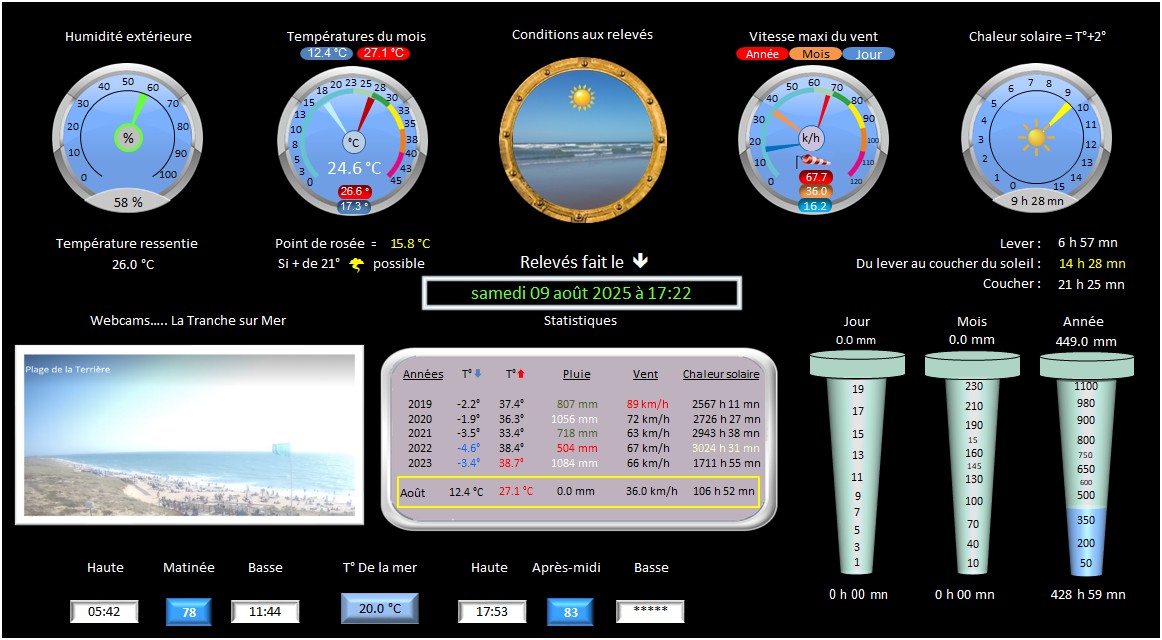 Humidité extérieure
Températures du mois
Conditions aux relevés
Vitesse maxi du vent
Chaleur solaire = T°+2°
12.4 °C 27.1 °C
Année Mois Jour
0 10 20 30 40 50 60 70 80 90 100
%
58 %
0 3 5 8 10 13 15 18 20 23 25 28 30 33 35 38 40 43 45
°C
24.6 °C
26.6 °
17.3 °
0 10 20 30 40 50 60 70 80 90 100 110 120
k/h
67.7
36.0
16.2
0 1 2 3 4 5 6 7 8 9 10 11 12 13 14 15
9 h 28 mn
Température ressentie
26.0 °C
Point de rosée = 15.8 °C
Si + de 21° possible
Relevés fait le
samedi 09 août 2025 à 17:22
Lever : 6 h 57 mn
Du lever au coucher du soleil : 14 h 28 mn
Coucher : 21 h 25 mn
Webcams..... La Tranche sur Mer
Statistiques
Plage de la Terrière
Années T° T° Pluie Vent Chaleur solaire
2019 -2.2° 37.4° 807 mm 89 km/h 2567 h 11 mn
2020 -1.9° 36.3° 1056 mm 72 km/h 2726 h 27 mn
2021 -3.5° 33.4° 718 mm 63 km/h 2943 h 38 mn
2022 -4.6° 38.4° 504 mm 67 km/h 3024 h 31 mn
2023 -3.4° 38.7° 1084 mm 66 km/h 1711 h 55 mn
Août 12.4 °C 27.1 °C 0.0 mm 36.0 km/h 106 h 52 mn
Jour
0.0 mm
19
17
15
13
11
9
7
5
3
1
0 h 00 mn
Mois
0.0 mm
230
210
190
15
160
145
130
100
70
40
10
0 h 00 mn
Année
449.0 mm
1100
980
900
800
750
650
600
500
350
200
50
428 h 59 mn
Haute Matinée Basse T° De la mer Haute Après-midi Basse
05:42 78 11:44 20.0 °C 17:53 83 *****